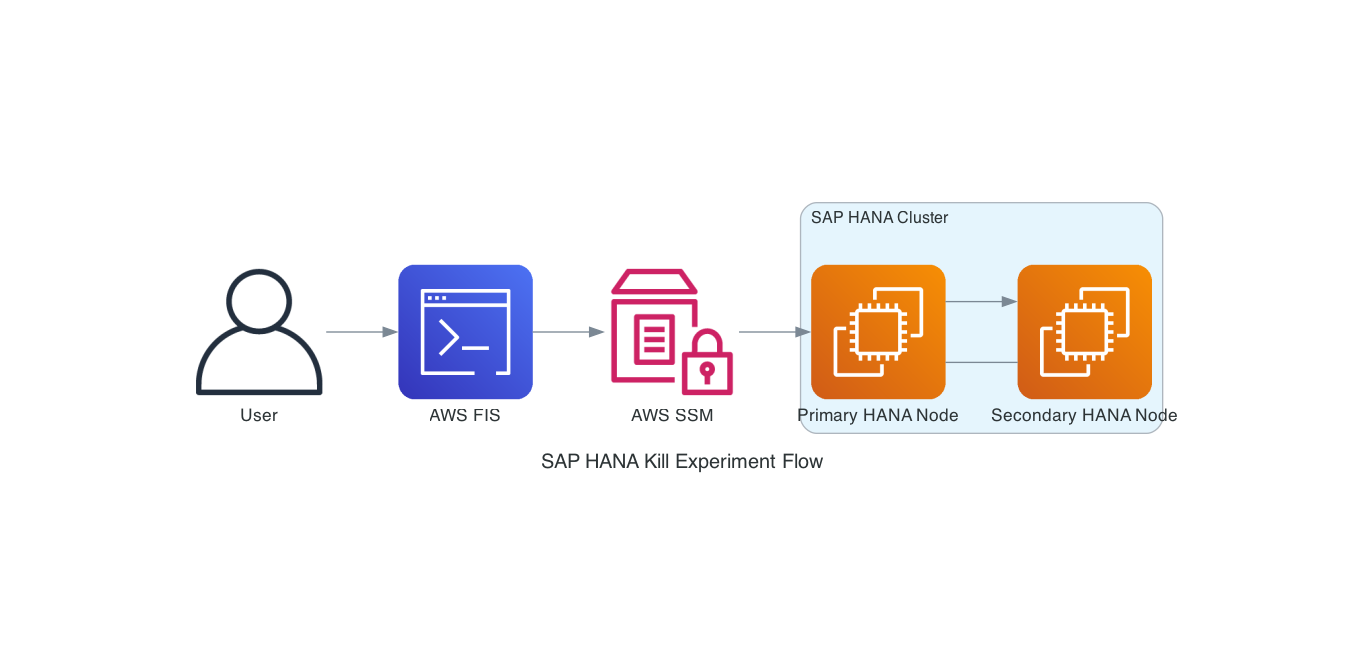 SAP HANA Cluster
User
AWS FIS
AWS SSM
Primary HANA Node
Secondary HANA Node
SAP HANA Kill Experiment Flow